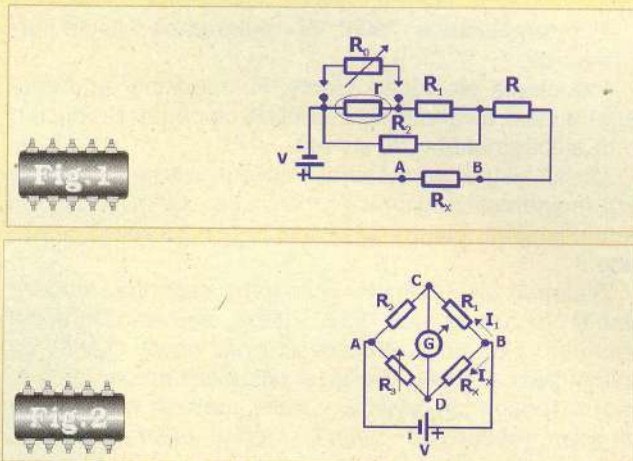 R₀
r R₁ R
R₂
V - + A B
Rₓ
Fig.1
C
R₂ R₁ I₁
A G B
R₃ Rₓ Iₓ
D
- +
V
Fig.2